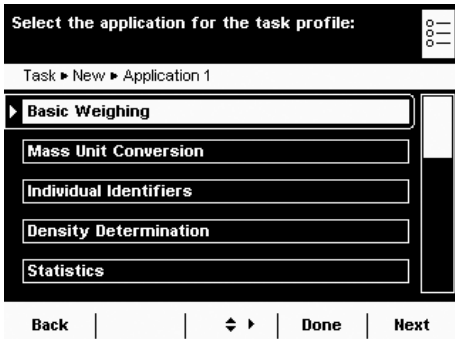 Select the application for the task profile:
Task ▸ New ▸ Application 1
Basic Weighing
Mass Unit Conversion
Individual Identifiers
Density Determination
Statistics
Back Done Next